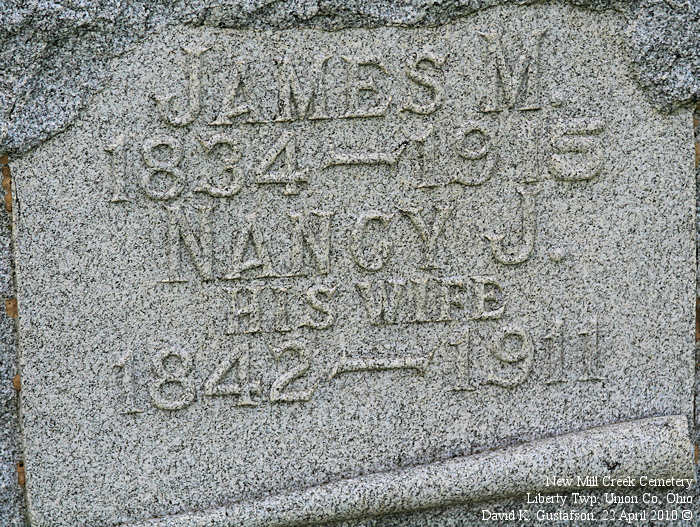 JAMES M.
1834–1915
NANCY J.
HIS WIFE
1842–1911
New Mill Creek Cemetery
Liberty Twp, Union Co, Ohio
David K. Gustafson, 23 April 2010 ©